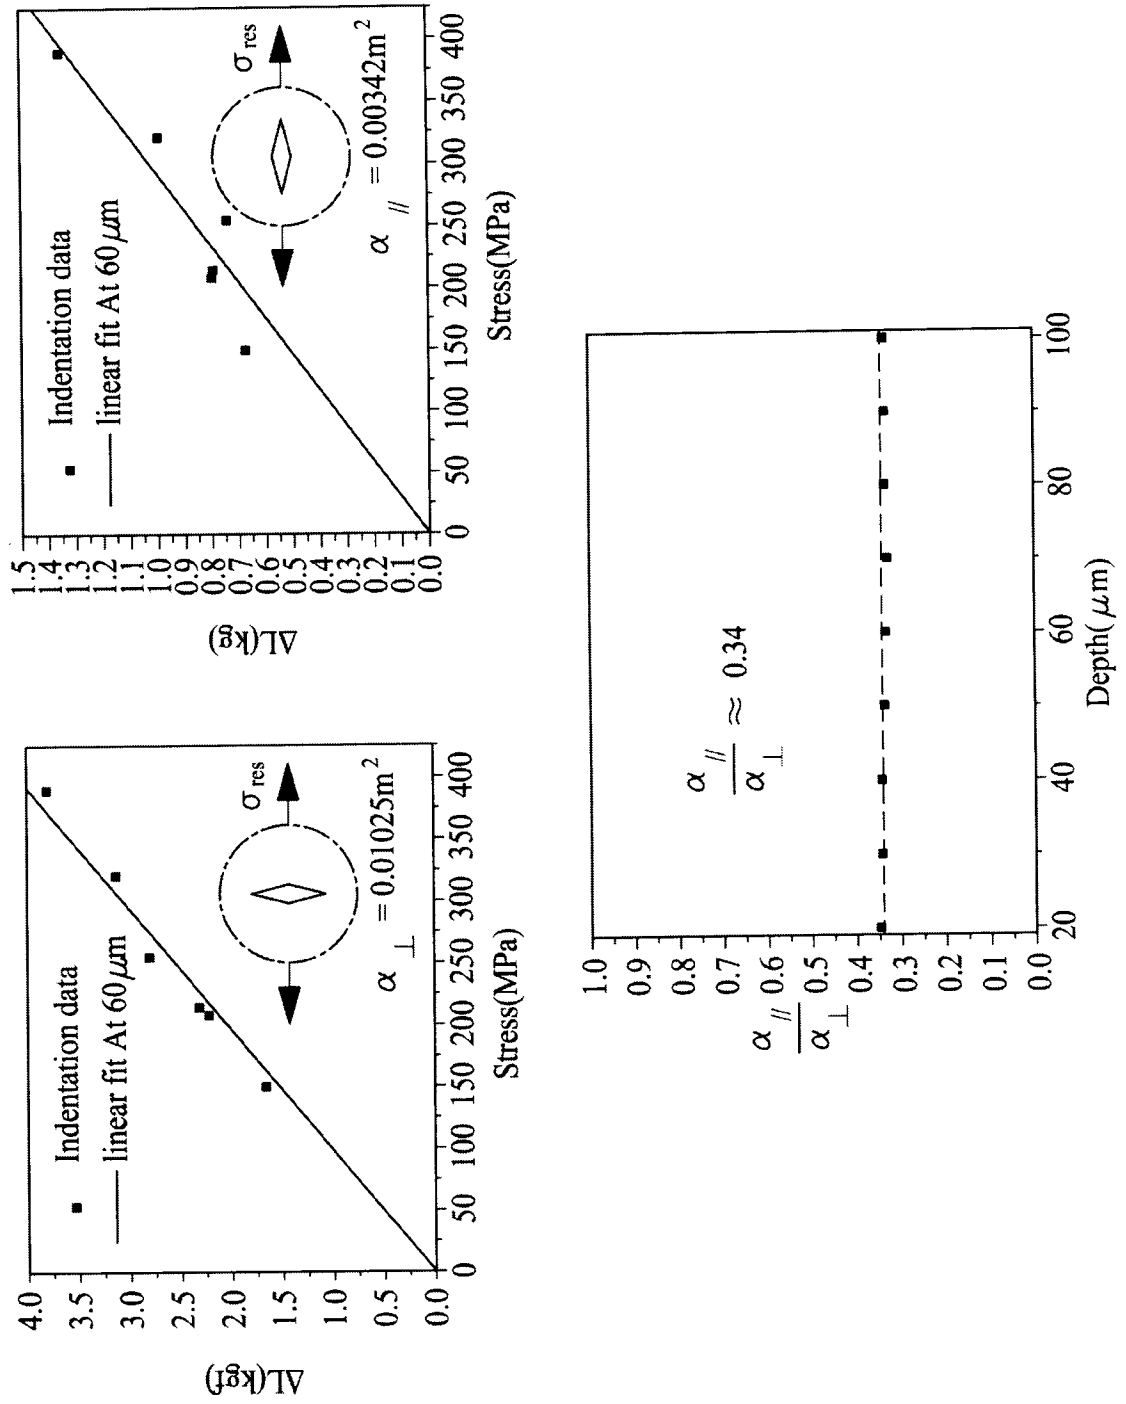 4.0
3.5
3.0
2.5
2.0
1.5
1.0
0.5
0.0
ΔL(kgf)
Indentation data
linear fit At 60μm
σres
α⊥ = 0.01025m²
0 50 100 150 200 250 300 350 400
Stress(MPa)
1.5
1.4
1.3
1.2
1.1
1.0
0.9
0.8
0.7
0.6
0.5
0.4
0.3
0.2
0.1
0.0
ΔL(kg)
Indentation data
linear fit At 60μm
σres
α// = 0.00342m²
0 50 100 150 200 250 300 350 400
Stress(MPa)
1.0
0.9
0.8
0.7
0.6
0.5
0.4
0.3
0.2
0.1
0.0
α//
α⊥
α//
α⊥ ≈ 0.34
20 40 60 80 100
Depth(μm)